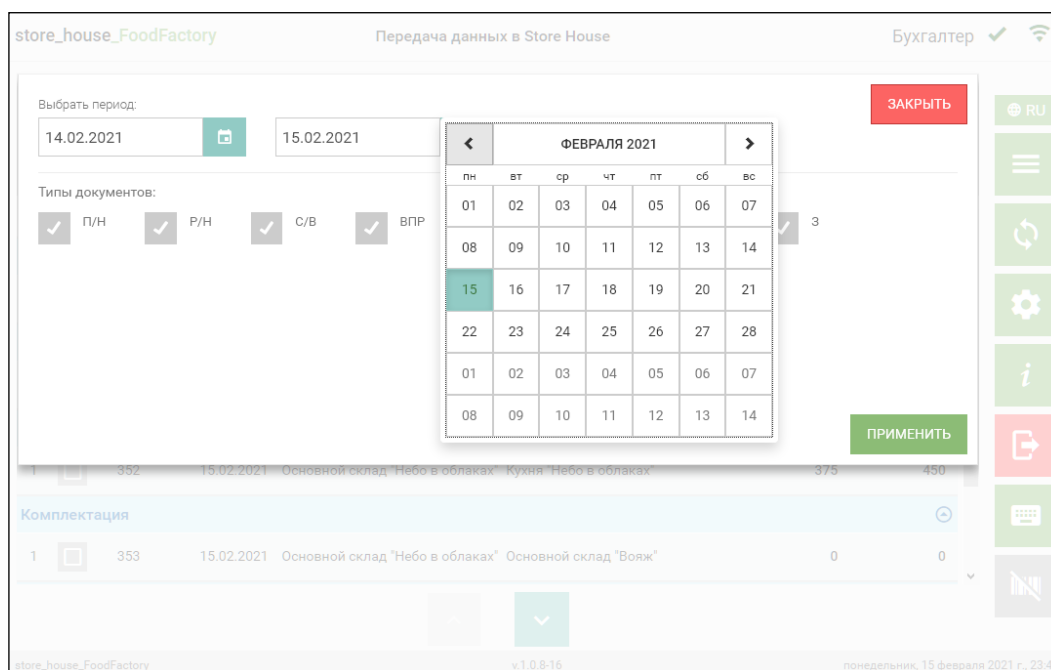 store_house_FoodFactory Передача данных в Store House Бухгалтер
Выбрать период: ЗАКРЫТЬ
RU
14.02.2021 15.02.2021
ФЕВРАЛЯ 2021
пн вт ср чт пт сб вс
Типы документов:
П/Н Р/Н С/В ВПР З
01 02 03 04 05 06 07
08 09 10 11 12 13 14
15 16 17 18 19 20 21
22 23 24 25 26 27 28
01 02 03 04 05 06 07
08 09 10 11 12 13 14
ПРИМЕНИТЬ
1 352 15.02.2021 Основной склад "Небо в облаках" Кухня "Небо в облаках" 375 450
Комплектация
1 353 15.02.2021 Основной склад "Небо в облаках" Основной склад "Вояж" 0 0
store_house_FoodFactory v.1.0.8-16 понедельник, 15 февраля 2021 г., 23:4